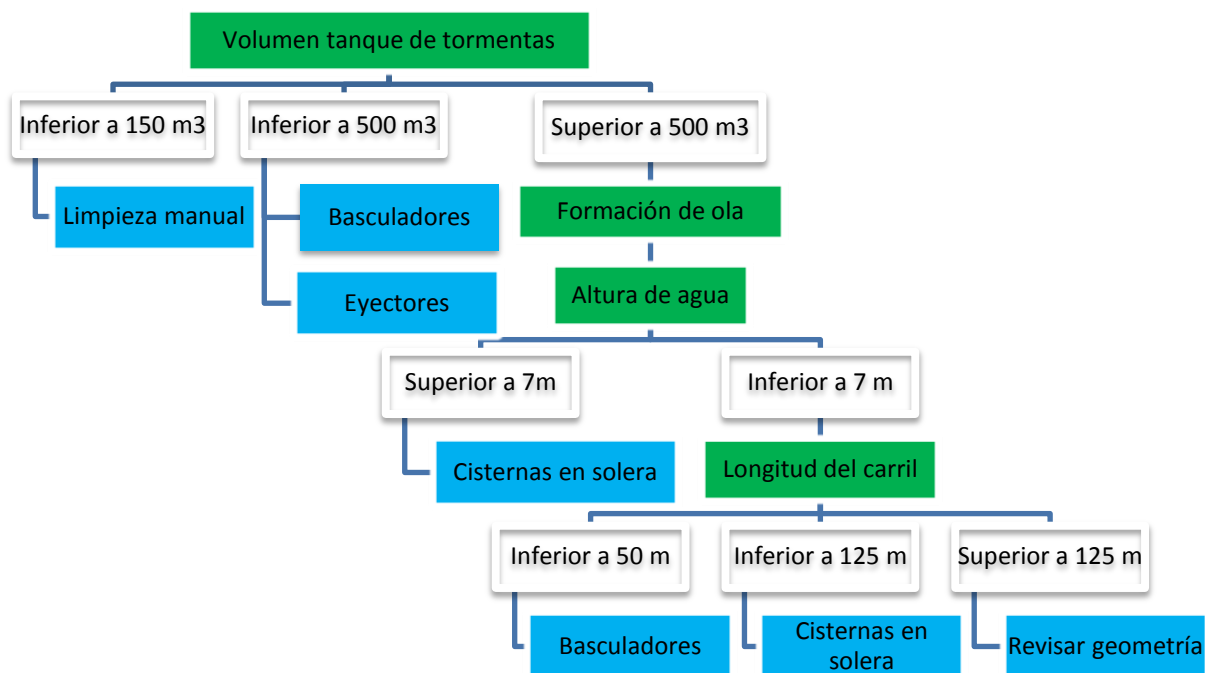 Volumen tanque de tormentas
Inferior a 150 m3
Inferior a 500 m3
Superior a 500 m3
Limpieza manual
Basculadores
Formación de ola
Eyectores
Altura de agua
Superior a 7m
Inferior a 7 m
Cisternas en solera
Longitud del carril
Inferior a 50 m
Inferior a 125 m
Superior a 125 m
Basculadores
Cisternas en
solera
Revisar geometría